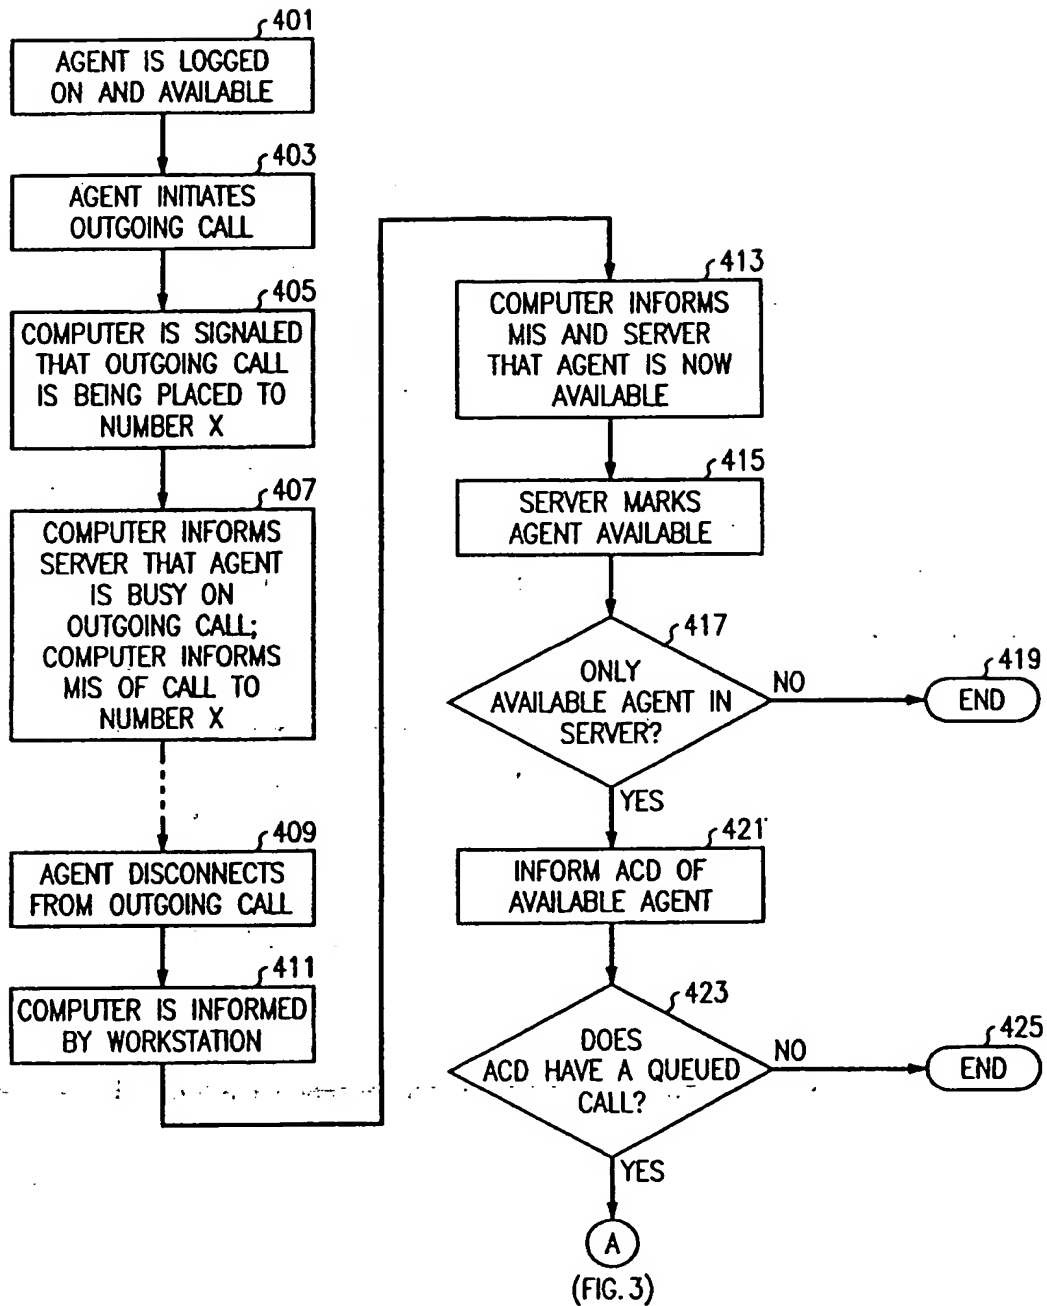 401
AGENT IS LOGGED
ON AND AVAILABLE
403
AGENT INITIATES
OUTGOING CALL
405
COMPUTER IS SIGNALED
THAT OUTGOING CALL
IS BEING PLACED TO
NUMBER X
407
COMPUTER INFORMS
SERVER THAT AGENT
IS BUSY ON
OUTGOING CALL;
COMPUTER INFORMS
MIS OF CALL TO
NUMBER X
409
AGENT DISCONNECTS
FROM OUTGOING CALL
411
COMPUTER IS INFORMED
BY WORKSTATION
413
COMPUTER INFORMS
MIS AND SERVER
THAT AGENT IS NOW
AVAILABLE
415
SERVER MARKS
AGENT AVAILABLE
417
ONLY
AVAILABLE AGENT IN
SERVER?
NO
419
END
YES
421
INFORM ACD OF
AVAILABLE AGENT
423
DOES
ACD HAVE A QUEUED
CALL?
NO
425
END
YES
A
(FIG. 3)